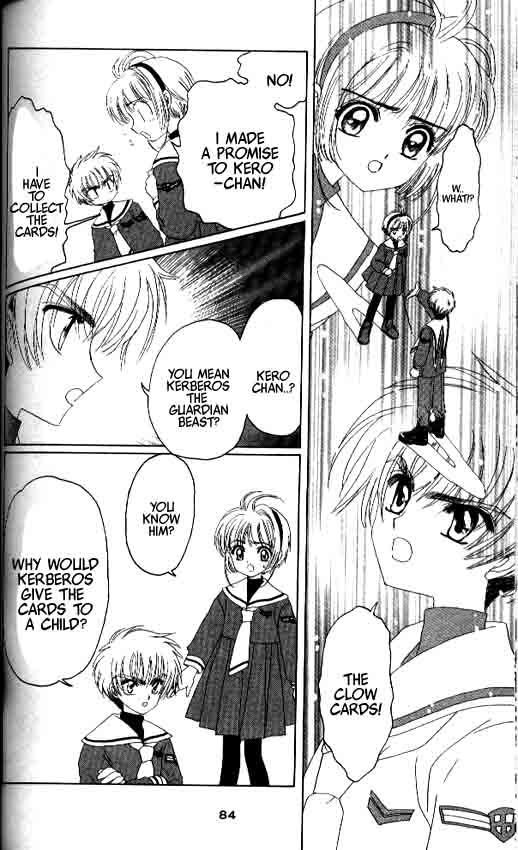 W..
WHAT!?
THE
CLOW
CARDS!
NO!
I MADE
A PROMISE
TO KERO
-CHAN!
I
HAVE
TO
COLLECT
THE
CARDS!
KERO
CHAN..?
YOU MEAN
KERBEROS
THE
GUARDIAN
BEAST?
YOU
KNOW
HIM?
WHY WOULD
KERBEROS
GIVE THE
CARDS TO
A CHILD?
84